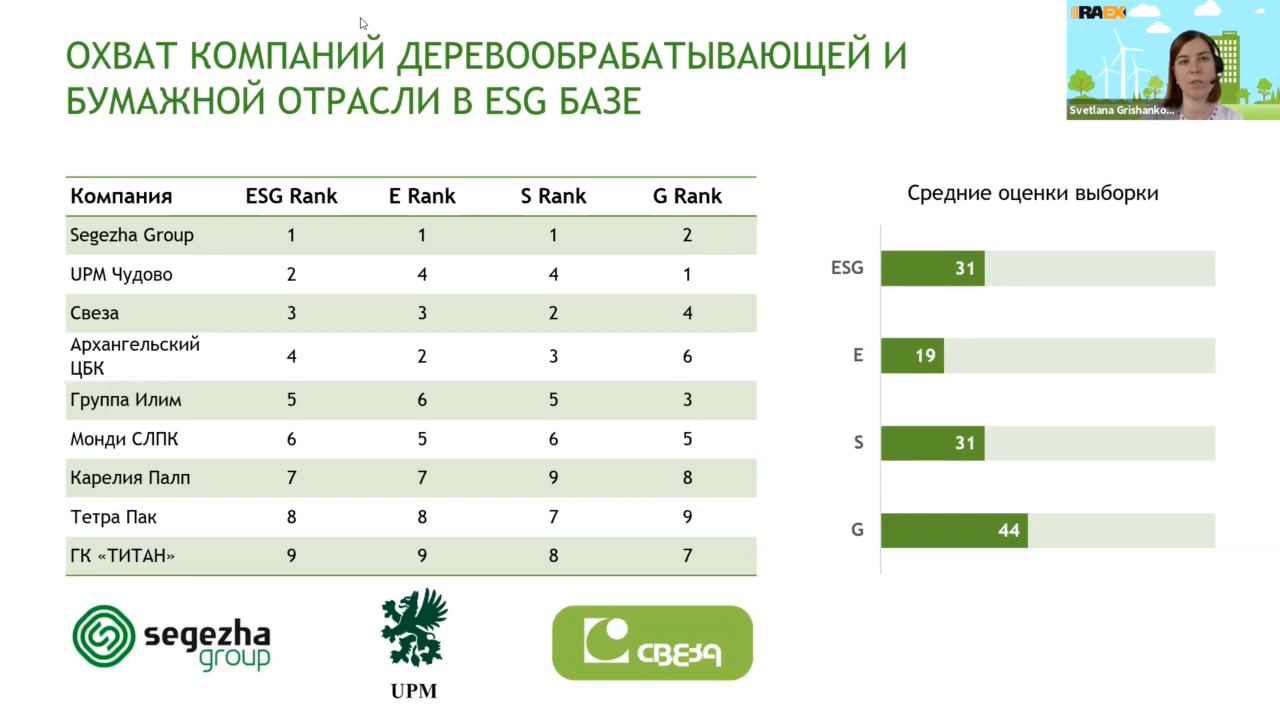 ОХВАТ КОМПАНИЙ ДЕРЕВООБРАБАТЫВАЮЩЕЙ И
БУМАЖНОЙ ОТРАСЛИ В ESG БАЗЕ
RAEX
Svetlana Grishanko...
Компания ESG Rank E Rank S Rank G Rank
Segezha Group 1 1 1 2
UPM Чудово 2 4 4 1
Свеза 3 3 2 4
Архангельский
ЦБК 4 2 3 6
Группа Илим 5 6 5 3
Монди СЛПК 6 5 6 5
Карелия Палп 7 7 9 8
Тетра Пак 8 8 7 9
ГК «ТИТАН» 9 9 8 7
Средние оценки выборки
ESG 31
E 19
S 31
G 44
segezha
group
UPM
СВЕЗА